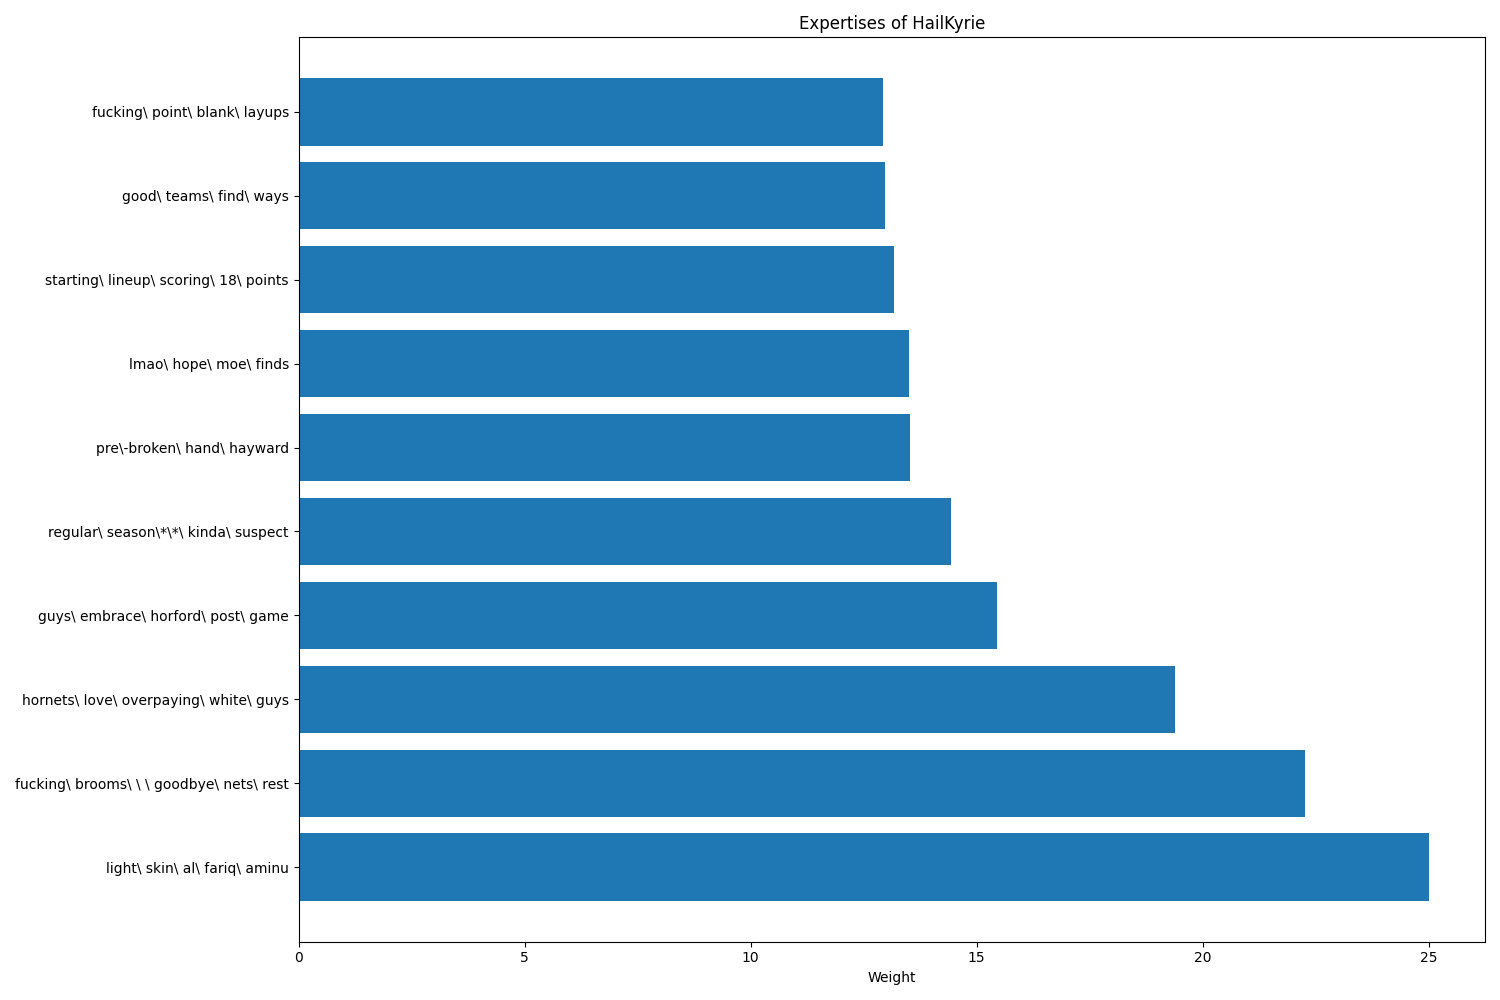 Expertises of HailKyrie
fucking\ point\ blank\ layups
good\ teams\ find\ ways
starting\ lineup\ scoring\ 18\ points
lmao\ hope\ moe\ finds
pre\-broken\ hand\ hayward
regular\ season\*\*\ kinda\ suspect
guys\ embrace\ horford\ post\ game
hornets\ love\ overpaying\ white\ guys
fucking\ brooms\ \ \ goodbye\ nets\ rest
light\ skin\ al\ fariq\ aminu
0 5 10 15 20 25
Weight